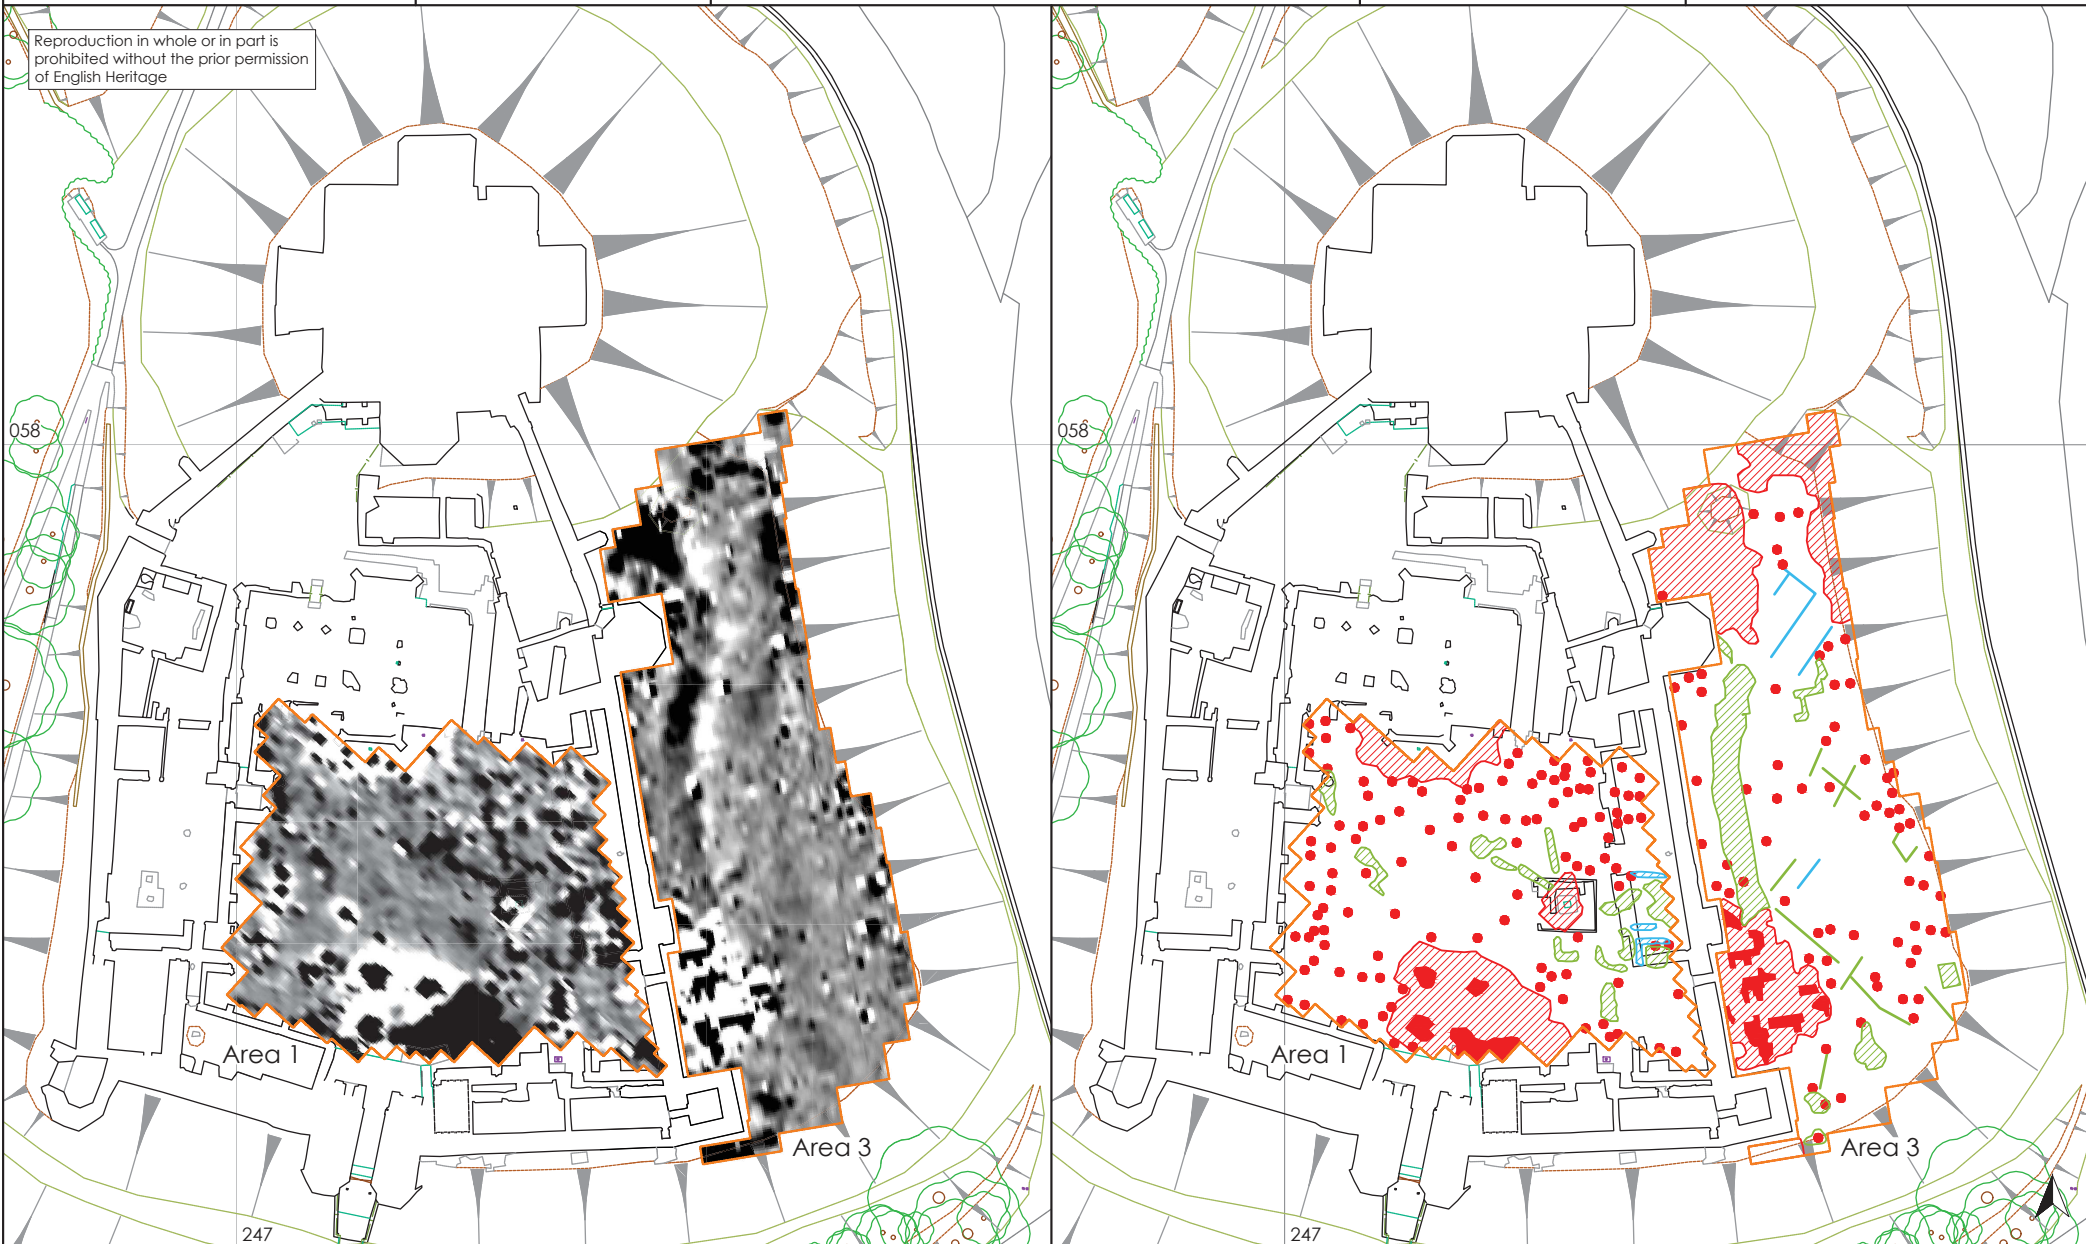 Reproduction in whole or in part is
prohibited without the prior permission
of English Heritage
058
058
Area 1
Area 1
Area 3
Area 3
247
247